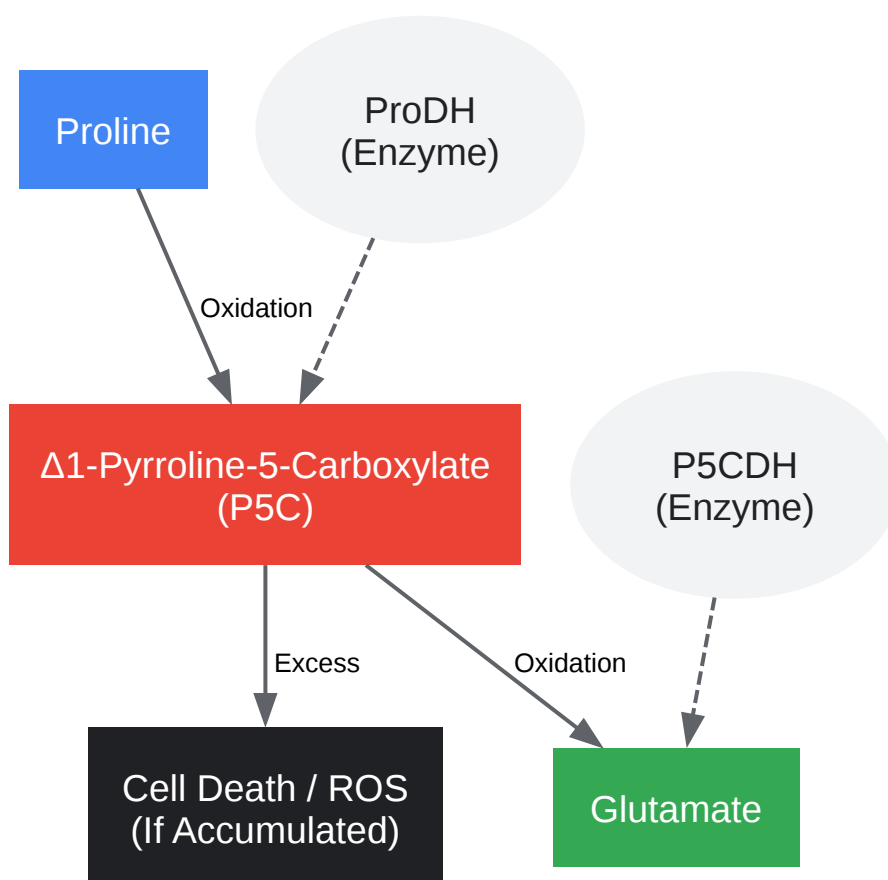 Proline
ProDH
(Enzyme)
Oxidation
Δ1-Pyrroline-5-Carboxylate
(P5C)
P5CDH
(Enzyme)
Excess
Oxidation
Cell Death / ROS
(If Accumulated)
Glutamate